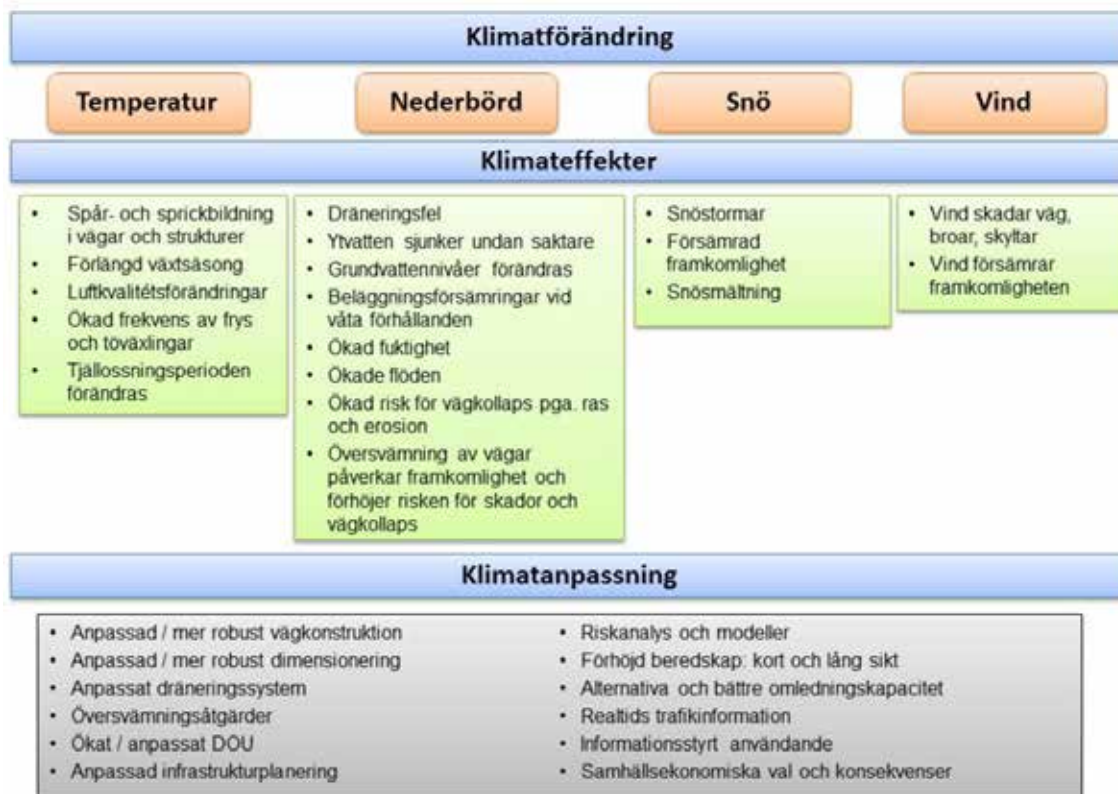 Klimatförändring
Temperatur
Nederbörd
Snö
Vind
Klimateffekter
• Spår- och sprickbildning
i vägar och strukturer
• Förlängd växtsäsong
• Luftkvalitétsförändringar
• Ökad frekvens av frys
och töväxlingar
• Tjällossningsperioden
förändras
• Dräneringsfel
• Ytvatten sjunker undan saktare
• Grundvattennivåer förändras
• Beläggningsförsämringar vid
våta förhållanden
• Ökad fuktighet
• Ökade flöden
• Ökad risk för vägkollaps pga. ras
och erosion
• Översvämning av vägar
påverkar framkomlighet och
förhöjer risken för skador och
vägkollaps
• Snöstormar
• Försämrad
framkomlighet
• Snösmältning
• Vind skadar väg,
broar, skyltar
• Vind försämrar
framkomligheten
Klimatanpassning
• Anpassad / mer robust vägkonstruktion
• Anpassad / mer robust dimensionering
• Anpassat dräneringssystem
• Översvämningsåtgärder
• Ökat / anpassat DOU
• Anpassad infrastrukturplanering
• Riskanalys och modeller
• Förhöjd beredskap: kort och lång sikt
• Alternativa och bättre omledningskapacitet
• Realtids trafikinformation
• Informationsstyrt användande
• Samhällsekonomiska val och konsekvenser